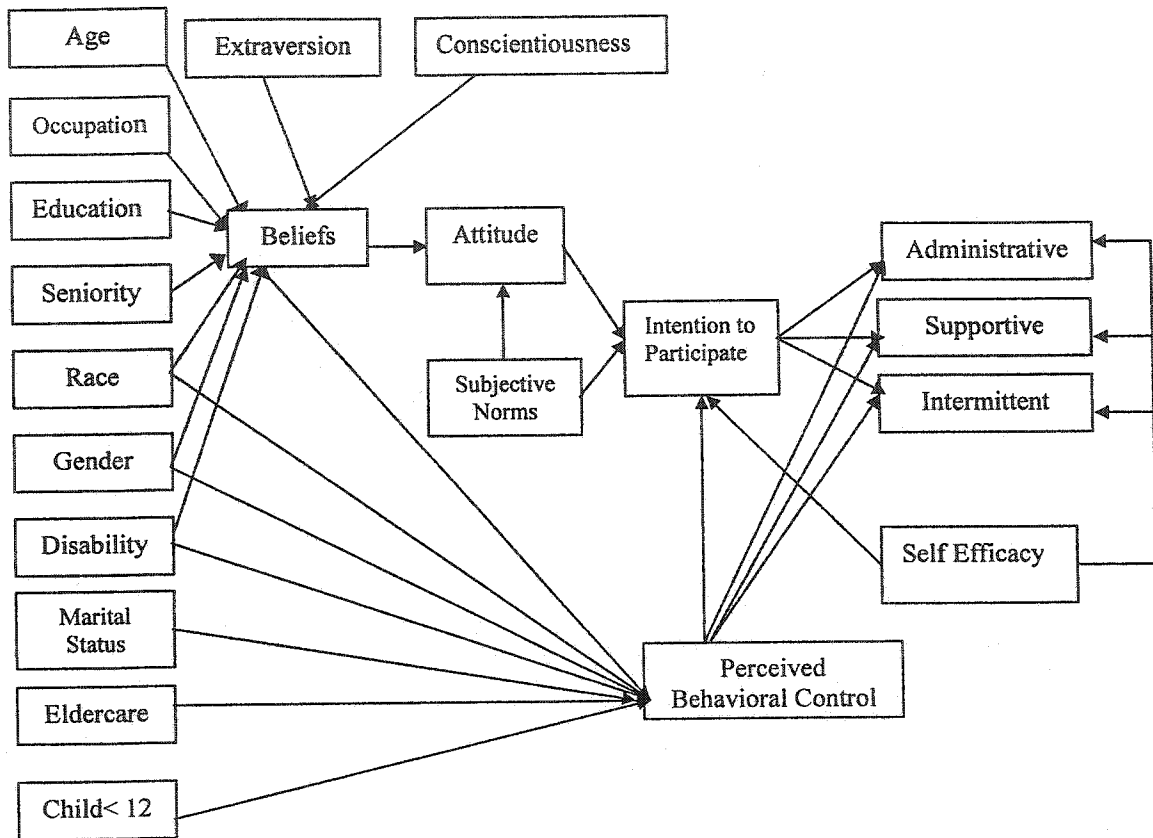 Age
Extraversion
Conscientiousness
Occupation
Education
Beliefs
Attitude
Administrative
Seniority
Intention to
Participate
Supportive
Race
Subjective
Norms
Intermittent
Gender
Disability
Self Efficacy
Marital
Status
Perceived
Behavioral Control
Eldercare
Child< 12